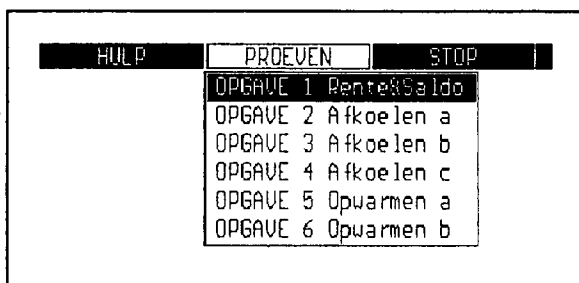 HULP PROEVEN STOP
OPGAVE 1 Rente&Saldo
OPGAVE 2 Afkoelen a
OPGAVE 3 Afkoelen b
OPGAVE 4 Afkoelen c
OPGAVE 5 Opwarmen a
OPGAVE 6 Opwarmen b